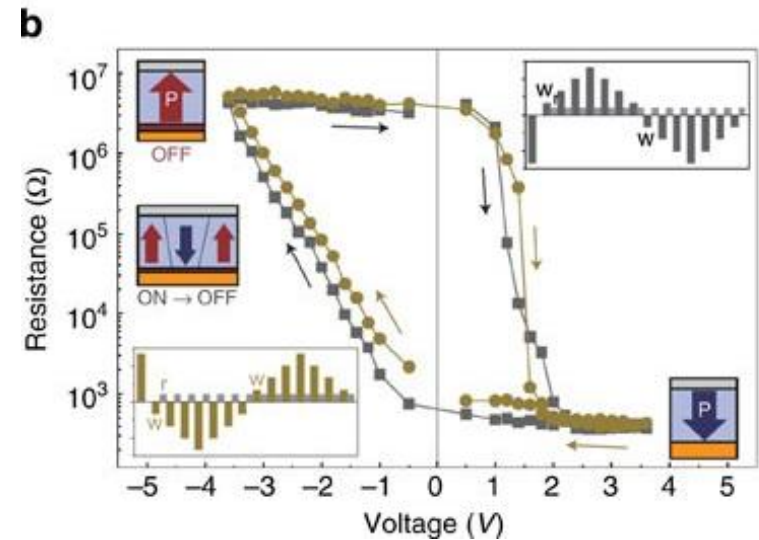 b
Resistance (Ω)
10⁷
10⁶
10⁵
10⁴
10³
P
OFF
ON → OFF
r
w
w
w
r
w
P
−5 −4 −3 −2 −1 0 1 2 3 4 5
Voltage (V)